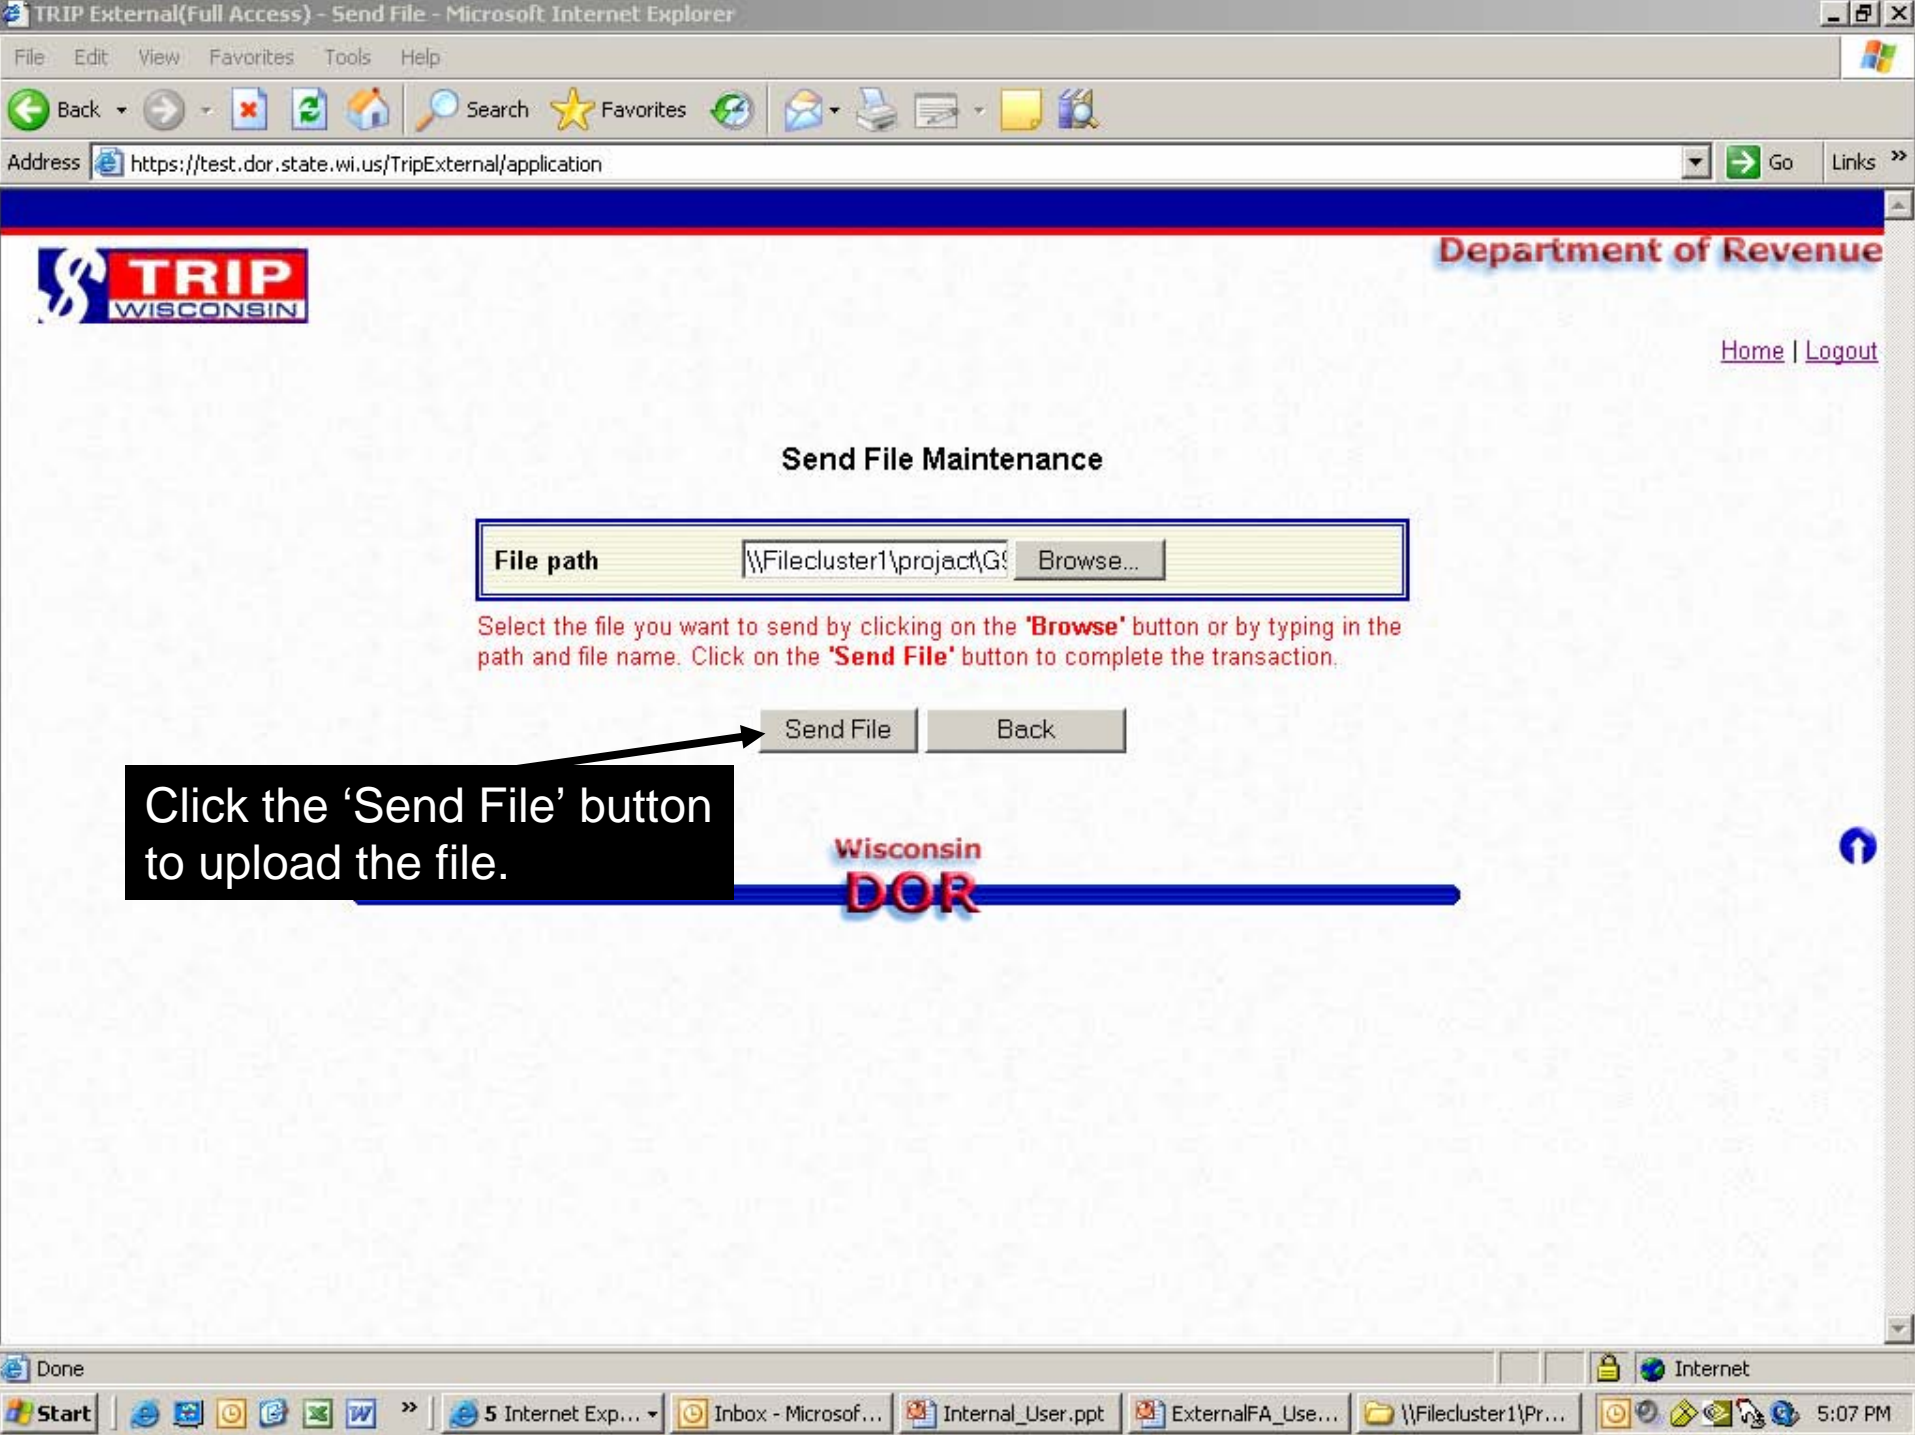 TRIP External(Full Access) - Send File - Microsoft Internet Explorer
File Edit View Favorites Tools Help
Back Search Favorites
Address https://test.dor.state.wi.us/TripExternal/application Go Links »
TRIP
WISCONSIN
Department of Revenue
Home | Logout
Send File Maintenance
File path \\Filecluster1\projact\G Browse...
Select the file you want to send by clicking on the 'Browse' button or by typing in the
path and file name. Click on the 'Send File' button to complete the transaction.
Send File Back
Click the ‘Send File’ button
to upload the file.
Wisconsin
DOR
Done Internet
Start » 5 Internet Exp... Inbox - Microsof... Internal_User.ppt ExternalFA_Use... \\Filecluster1\Pr... 5:07 PM